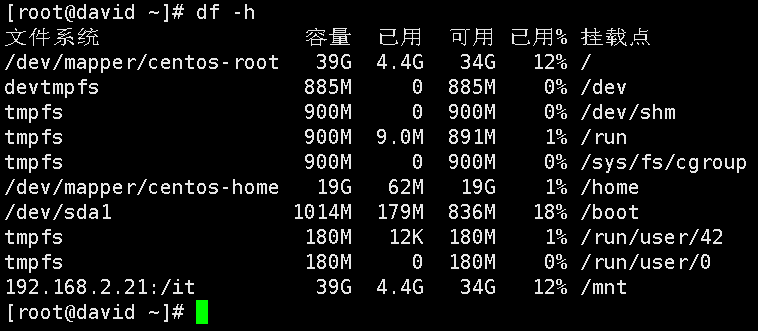 [root@david ~]# df -h
文件系统 容量 已用 可用 已用% 挂载点
/dev/mapper/centos-root 39G 4.4G 34G 12% /
devtmpfs 885M 0 885M 0% /dev
tmpfs 900M 0 900M 0% /dev/shm
tmpfs 900M 9.0M 891M 1% /run
tmpfs 900M 0 900M 0% /sys/fs/cgroup
/dev/mapper/centos-home 19G 62M 19G 1% /home
/dev/sda1 1014M 179M 836M 18% /boot
tmpfs 180M 12K 180M 1% /run/user/42
tmpfs 180M 0 180M 0% /run/user/0
192.168.2.21:/it 39G 4.4G 34G 12% /mnt
[root@david ~]#